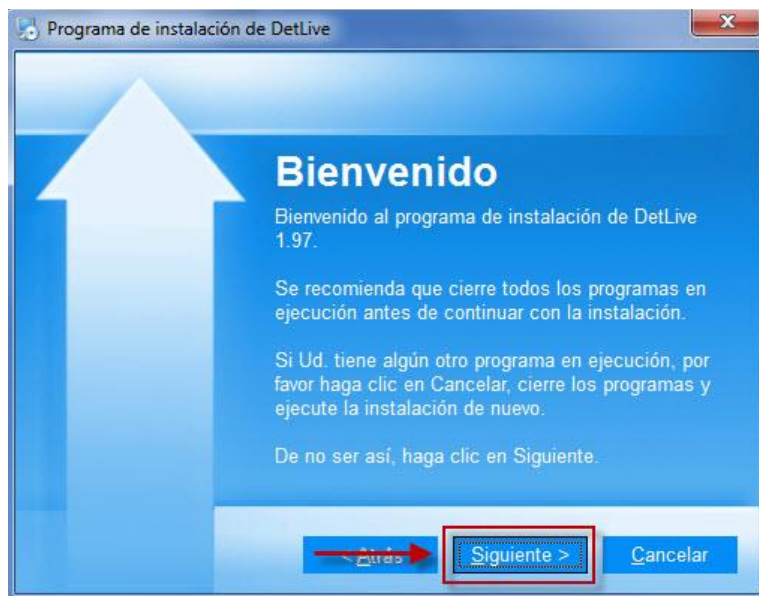 Programa de instalación de DetLive
Bienvenido
Bienvenido al programa de instalación de DetLive
1.97.
Se recomienda que cierre todos los programas en
ejecución antes de continuar con la instalación.
Si Ud. tiene algún otro programa en ejecución, por
favor haga clic en Cancelar, cierre los programas y
ejecute la instalación de nuevo.
De no ser así, haga clic en Siguiente.
< Atrás Siguiente > Cancelar